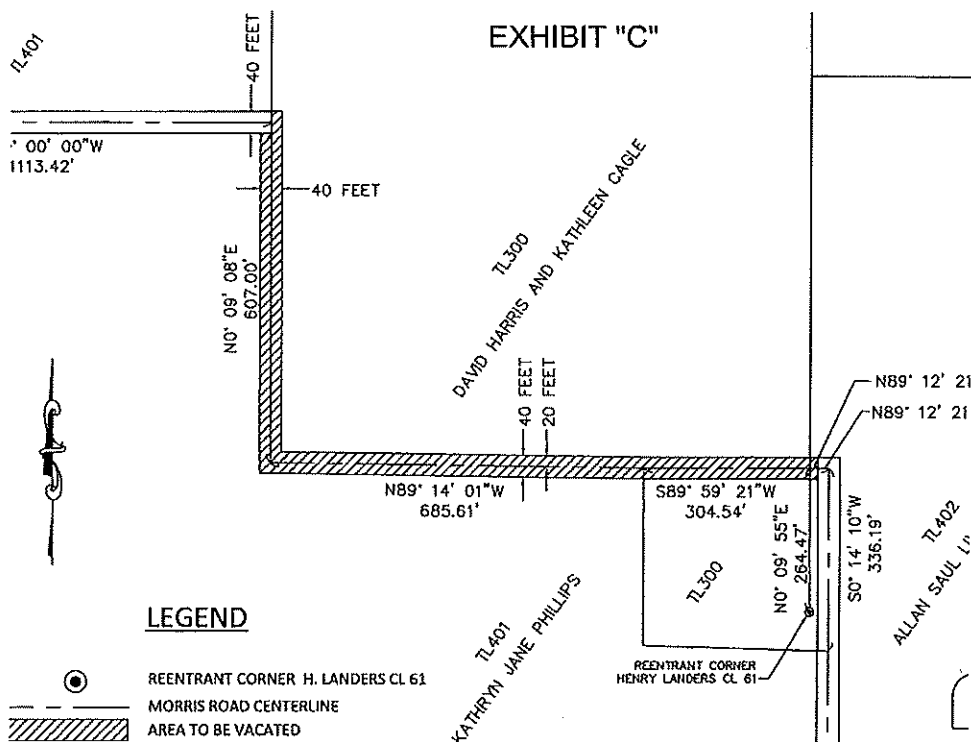 EXHIBIT "C"
TL401
40 FEET
00' 00"W
1113.42'
40 FEET
N0° 09' 08"E
607.00'
TL300
DAVID HARRIS AND KATHLEEN CAGLE
40 FEET
20 FEET
N89° 12' 21
N89° 12' 21
N89° 14' 01"W
685.61'
S89° 59' 21"W
304.54'
N0° 09' 55"E
264.47'
S0° 14' 10"W
336.19'
TL402
ALLAN SAUL
TL300
TL401
KATHRYN JANE PHILLIPS
REENTRANT CORNER
HENRY LANDERS CL 61
LEGEND
REENTRANT CORNER H. LANDERS CL 61
MORRIS ROAD CENTERLINE
AREA TO BE VACATED